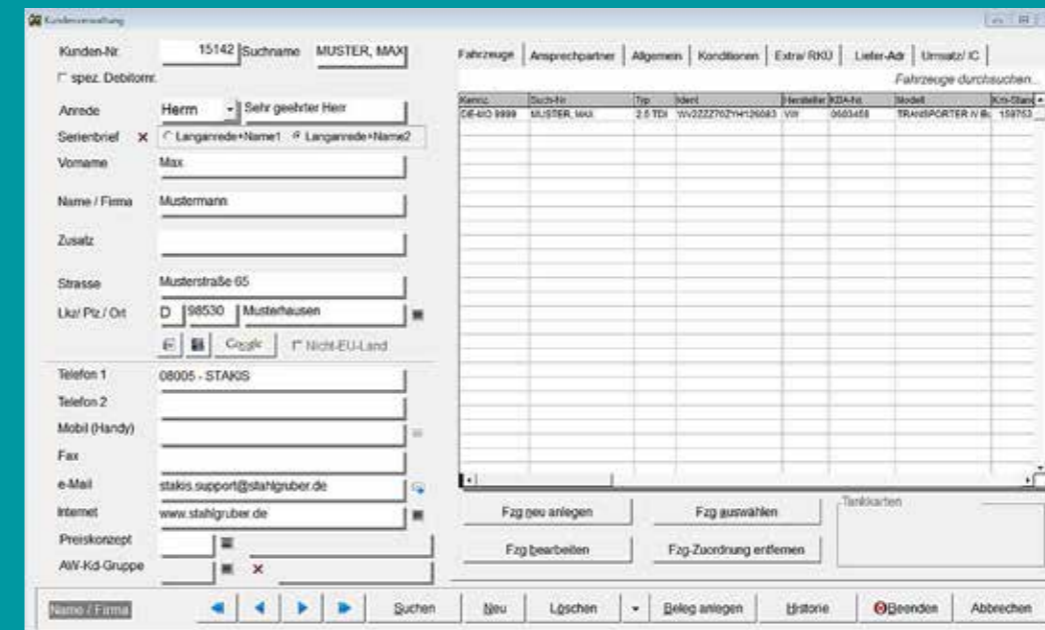 Kundenverwaltung
Kunden-Nr. 15142 Suchname MUSTER, MAX
spez. Debitornr.
Anrede Herrn Sehr geehrter Herr
Serienbrief Langanrede+Name1 Langanrede+Name2
Vorname Max
Name / Firma Mustermann
Zusatz
Strasse Musterstraße 65
Lkz/ Plz / Ort D 98530 Musterhausen
Google Nicht-EU-Land
Telefon 1 08005 - STAKIS
Telefon 2
Mobil (Handy)
Fax
e-Mail stakis.support@stahlgruber.de
Internet www.stahlgruber.de
Preiskonzept
AW-Kd-Gruppe
Fahrzeuge Ansprechpartner Allgemein Konditionen Extra/ RKÜ Liefer-Adr Umsatz/ IC
Fahrzeuge durchsuchen...
Kennz. Such-Nr Typ Ident Hersteller KBA-Nr. Modell Km-Stand
MUSTER, MAX 2.5 TDI VW TRANSPORTER IV 159753
Fzg neu anlegen Fzg auswählen Tankkarten
Fzg bearbeiten Fzg-Zuordnung entfernen
Name / Firma Suchen Neu Löschen Beleg anlegen Historie Beenden Abbrechen